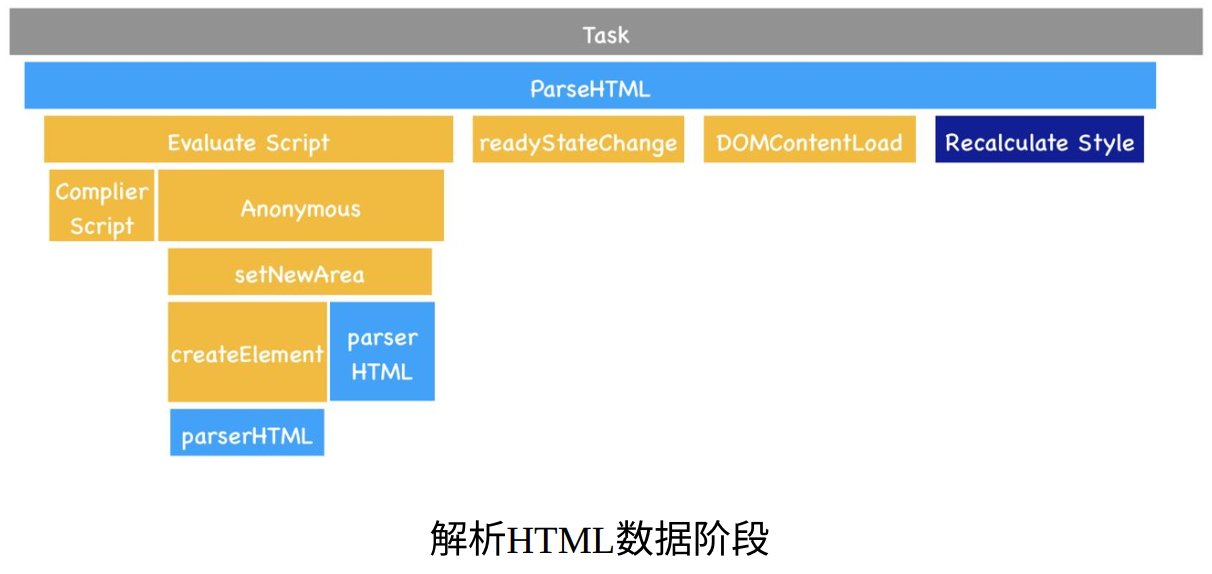 Task
ParseHTML
Evaluate Script
readyStateChange
DOMContentLoad
Recalculate Style
Complier
Script
Anonymous
setNewArea
createElement
parser
HTML
parserHTML
解析HTML数据阶段